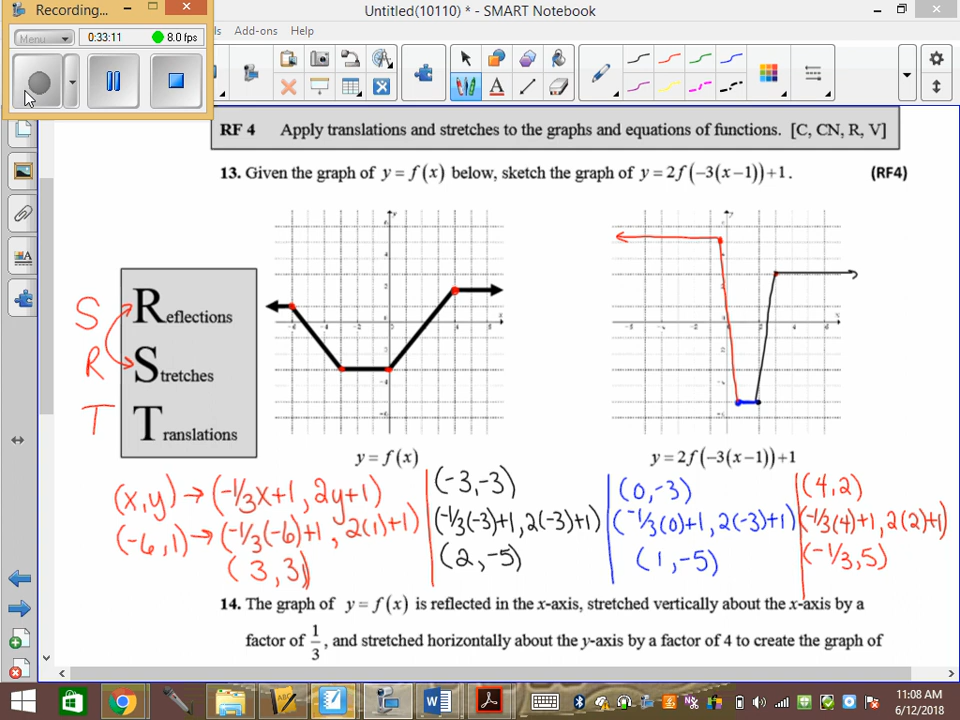 Recording...
Untitled(10110) * - SMART Notebook
Menu
0:33:11
8.0 fps
Add-ons Help
RF 4 Apply translations and stretches to the graphs and equations of functions. [C, CN, R, V]
13. Given the graph of y = f(x) below, sketch the graph of y = 2f(−3(x−1))+1. (RF4)
S Reflections
R Stretches
T Translations
y = f(x)
y = 2f(−3(x−1))+1
(x,y) → (-1/3x+1, 2y+1)
(-6,1) → (-1/3(-6)+1, 2(1)+1)
(3,3)
(-3,-3)
(-1/3(-3)+1, 2(-3)+1)
(2,-5)
(0,-3)
(-1/3(0)+1, 2(-3)+1)
(1,-5)
(4,2)
(-1/3(4)+1, 2(2)+1)
(-1/3,5)
14. The graph of y = f(x) is reflected in the x-axis, stretched vertically about the x-axis by a
factor of 1/3, and stretched horizontally about the y-axis by a factor of 4 to create the graph of
11:08 AM
6/12/2018